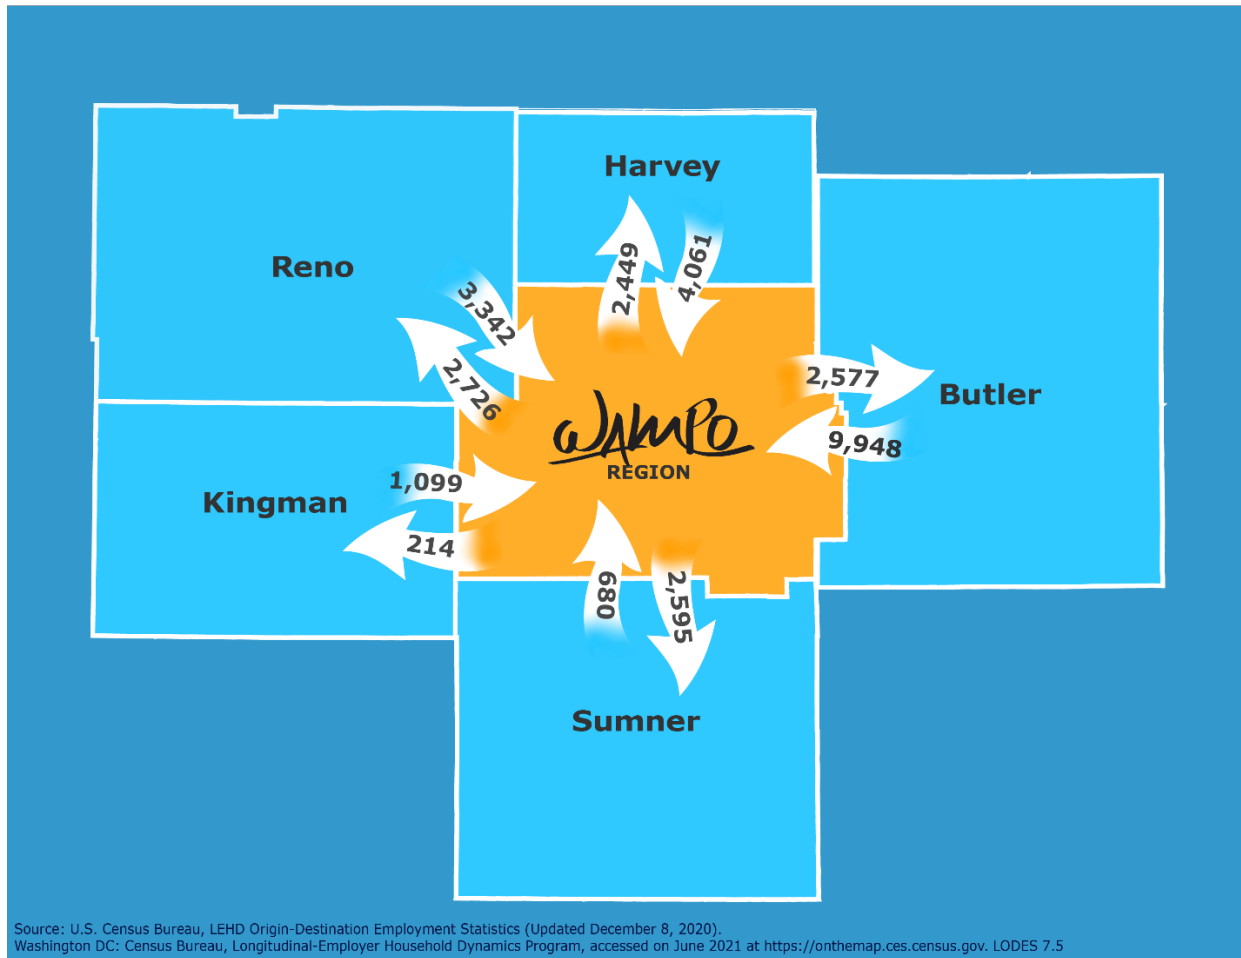 Harvey
Reno
2,449
4,061
3,342
2,726
2,577
Butler
9,948
WAMPO
REGION
1,099
Kingman
214
680
2,595
Sumner
Source: U.S. Census Bureau, LEHD Origin-Destination Employment Statistics (Updated December 8, 2020).
Washington DC: Census Bureau, Longitudinal-Employer Household Dynamics Program, accessed on June 2021 at https://onthemap.ces.census.gov. LODES 7.5